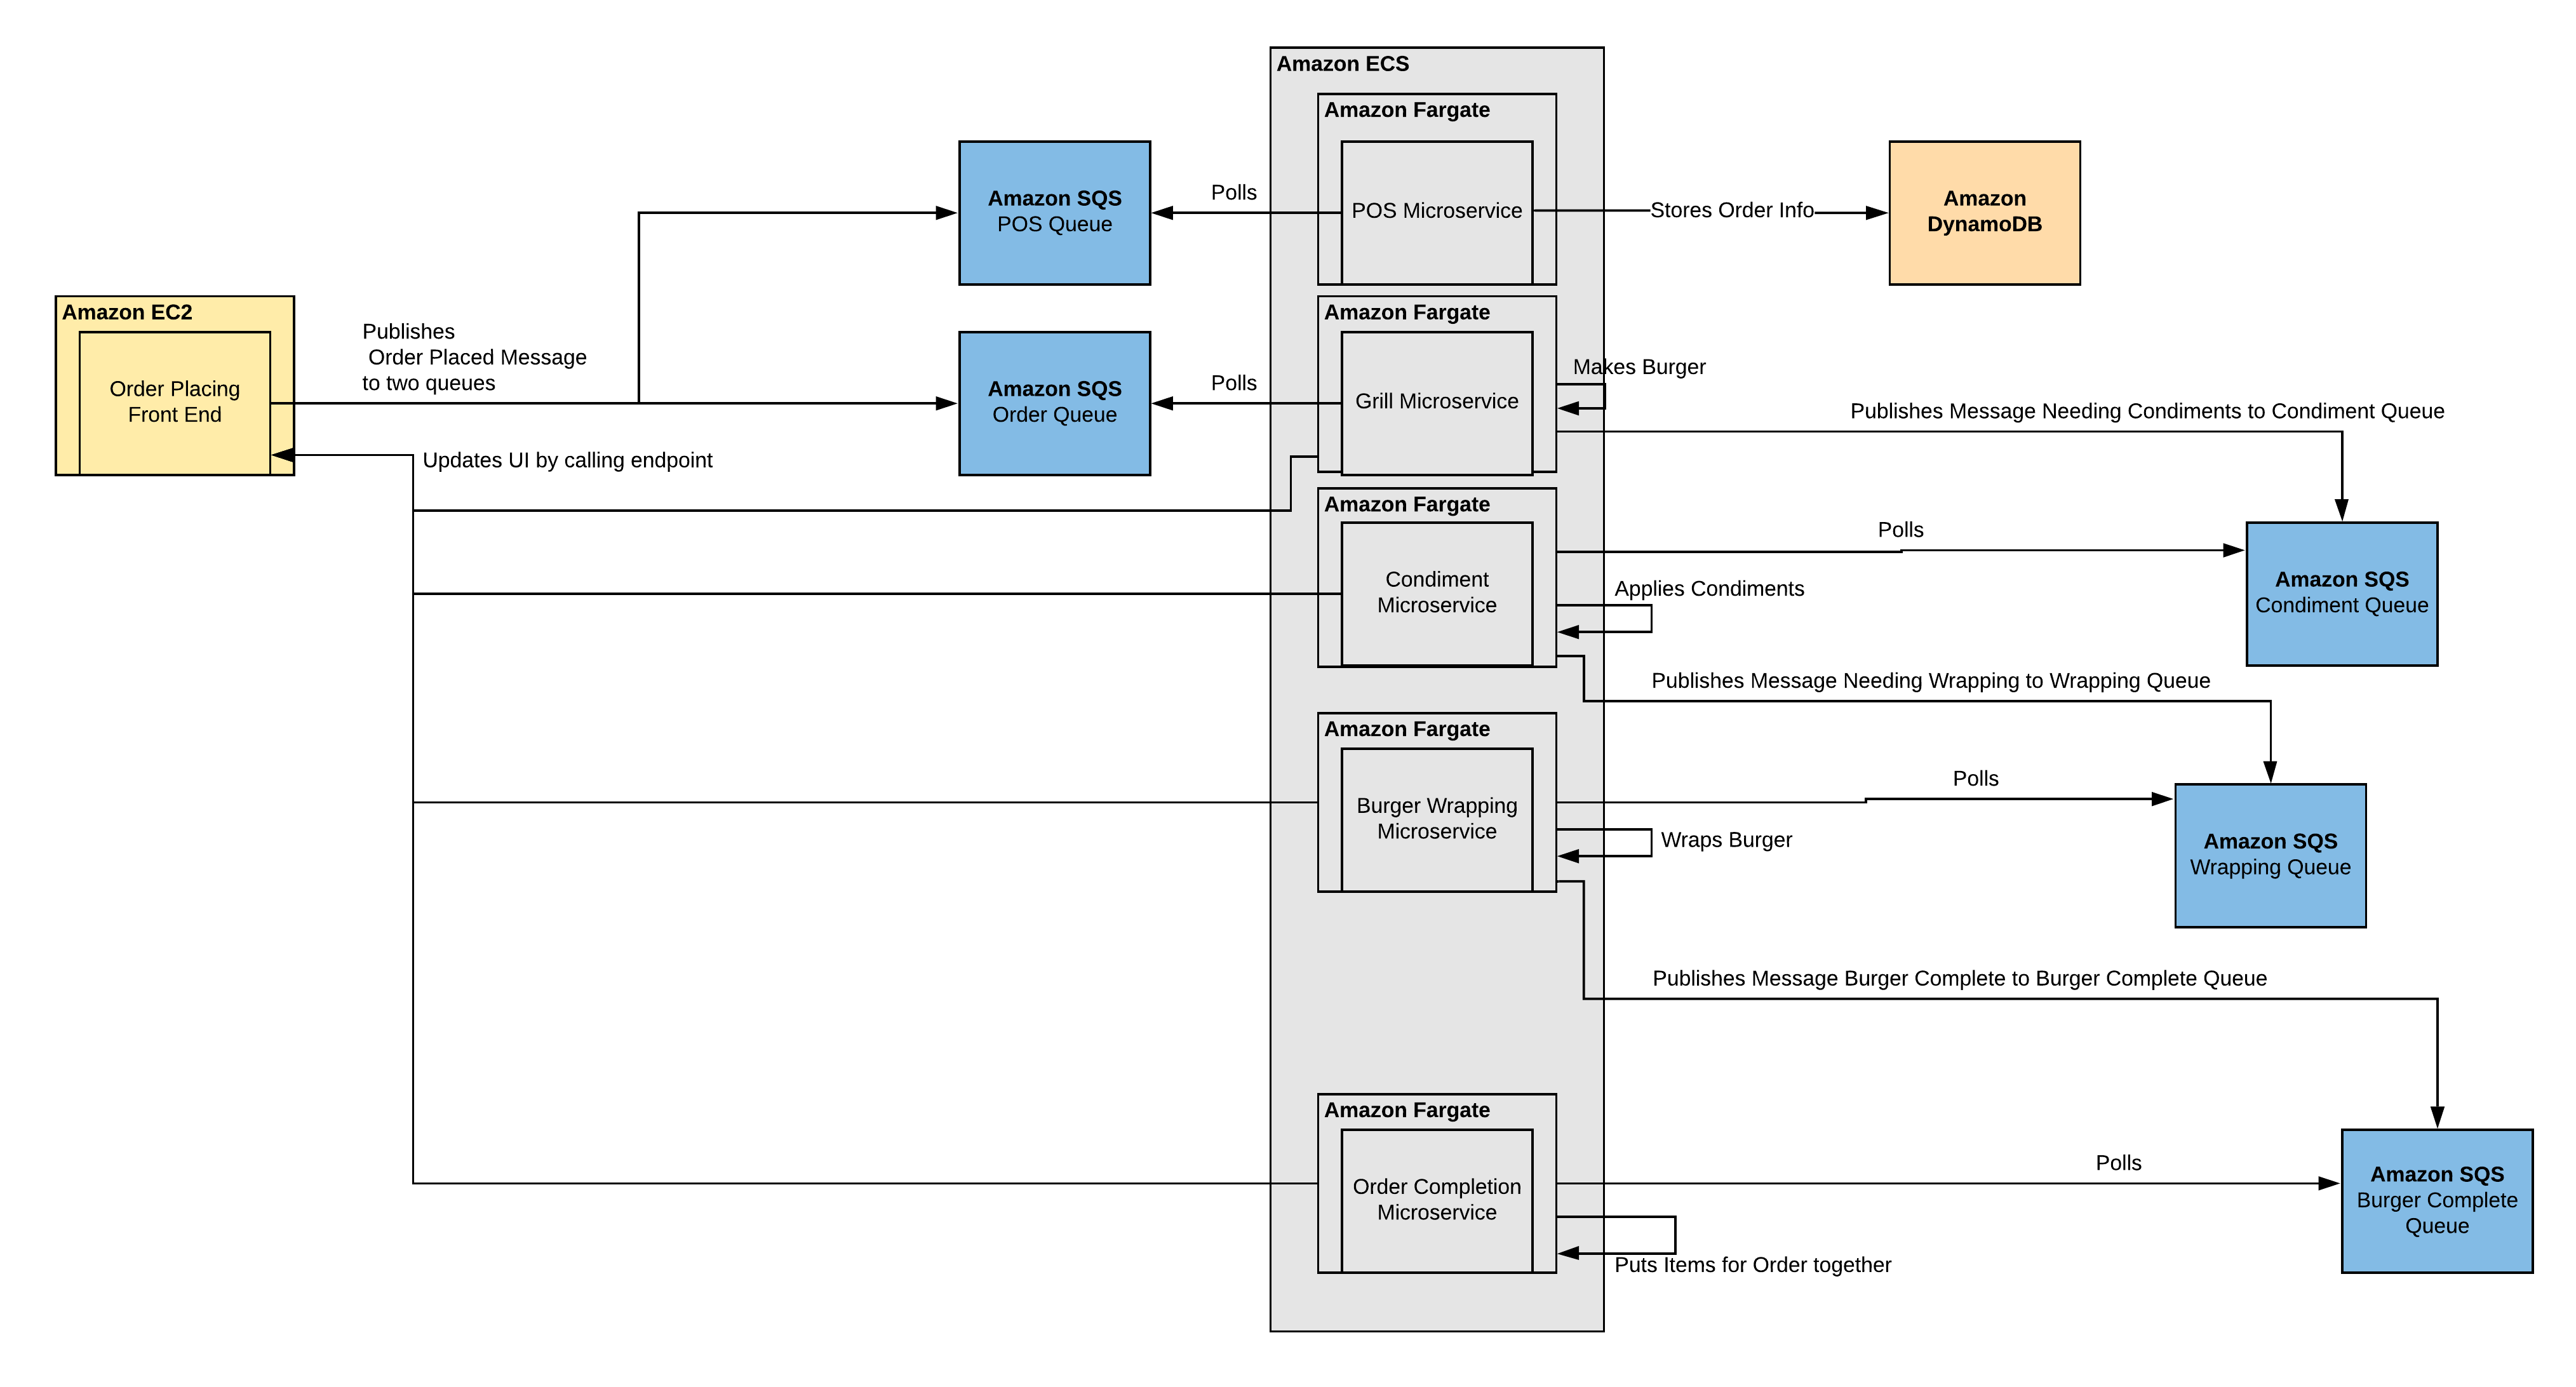 Amazon ECS
Amazon Fargate
Amazon SQS
POS Queue
Polls
POS Microservice
Stores Order Info
Amazon
DynamoDB
Amazon EC2
Order Placing
Front End
Publishes
Order Placed Message
to two queues
Amazon SQS
Order Queue
Polls
Amazon Fargate
Grill Microservice
Makes Burger
Publishes Message Needing Condiments to Condiment Queue
Updates UI by calling endpoint
Amazon Fargate
Condiment
Microservice
Polls
Applies Condiments
Amazon SQS
Condiment Queue
Publishes Message Needing Wrapping to Wrapping Queue
Amazon Fargate
Burger Wrapping
Microservice
Polls
Wraps Burger
Amazon SQS
Wrapping Queue
Publishes Message Burger Complete to Burger Complete Queue
Amazon Fargate
Order Completion
Microservice
Polls
Puts Items for Order together
Amazon SQS
Burger Complete
Queue